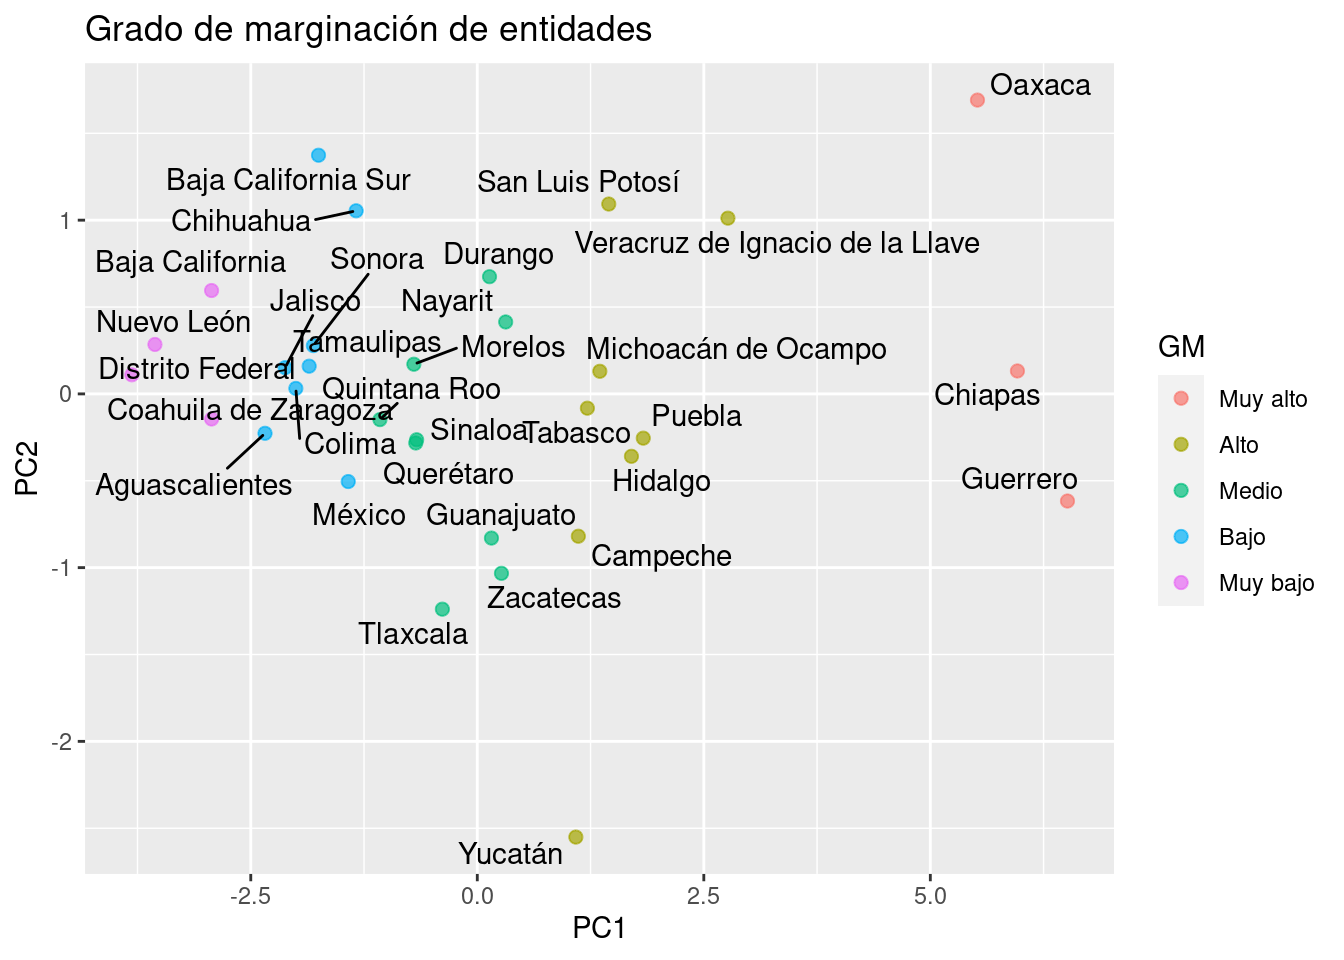 Grado de marginación de entidades
Oaxaca
Baja California Sur
San Luis Potosí
Chihuahua
Veracruz de Ignacio de la Llave
Baja California
Sonora
Durango
Jalisco
Nayarit
Nuevo León
Tamaulipas
Morelos
Michoacán de Ocampo
Distrito Federal
Quintana Roo
Chiapas
Coahuila de Zaragoza
Puebla
Sinaloa
Tabasco
Colima
Querétaro
Hidalgo
Guerrero
Aguascalientes
México
Guanajuato
Campeche
Zacatecas
Tlaxcala
Yucatán
1
0
-1
-2
PC2
-2.5
0.0
2.5
5.0
PC1
GM
Muy alto
Alto
Medio
Bajo
Muy bajo